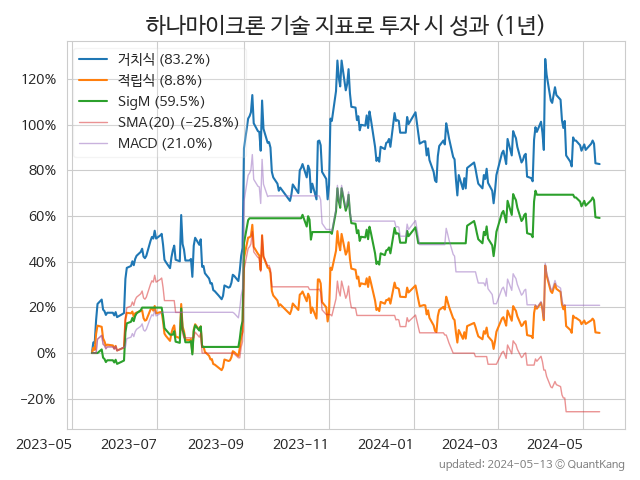 하나마이크론 기술 지표로 투자 시 성과 (1년)
거치식 (83.2%)
적립식 (8.8%)
SigM (59.5%)
SMA(20) (−25.8%)
MACD (21.0%)
120%
100%
80%
60%
40%
20%
0%
−20%
2023-05 2023-07 2023-09 2023-11 2024-01 2024-03 2024-05
updated: 2024-05-13 ⓒ QuantKang